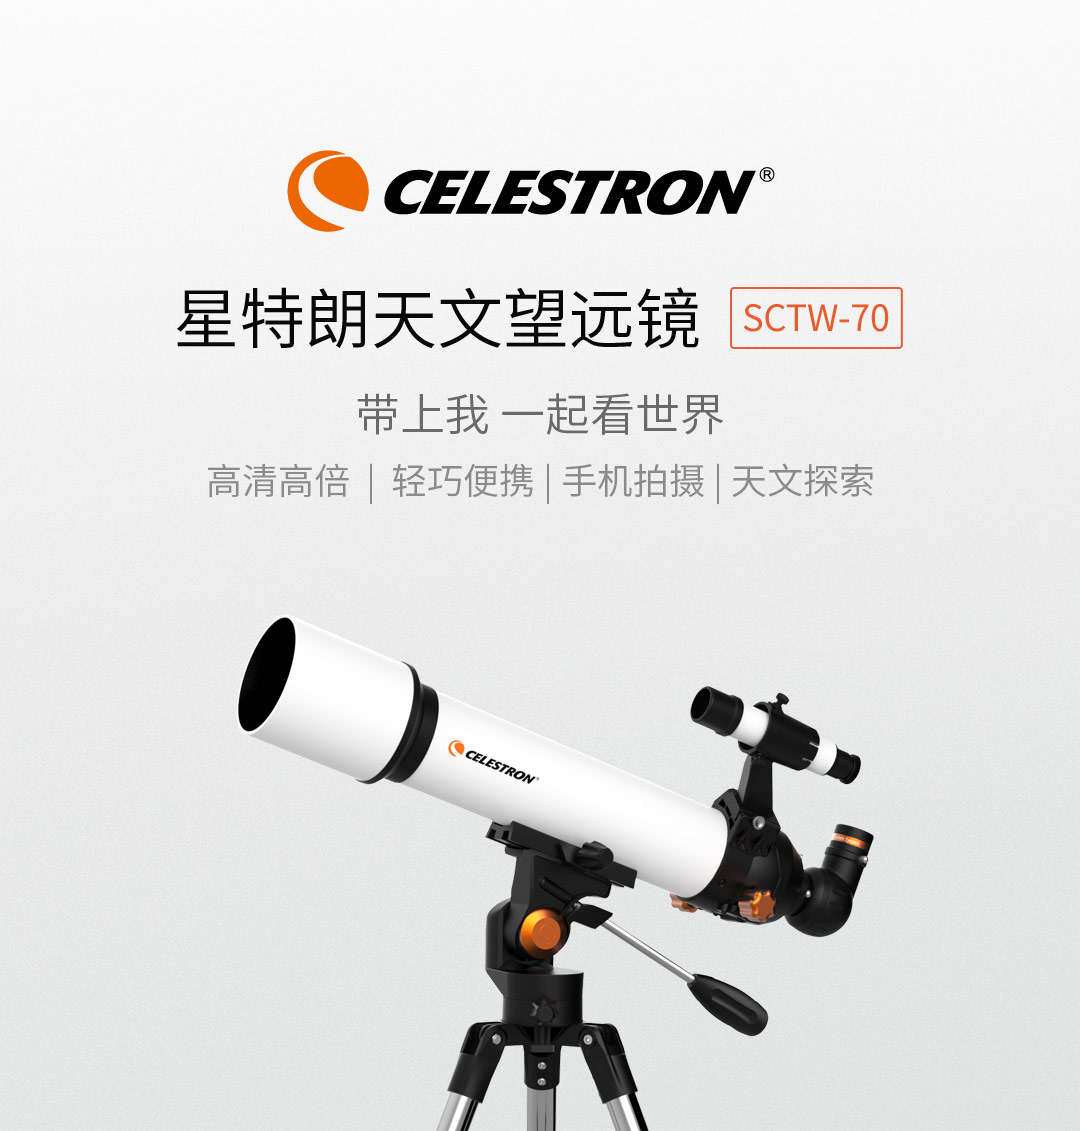 CELESTRON®
星特朗天文望远镜 SCTW-70
带上我 一起看世界
高清高倍 | 轻巧便携 | 手机拍摄 | 天文探索
CELESTRON®